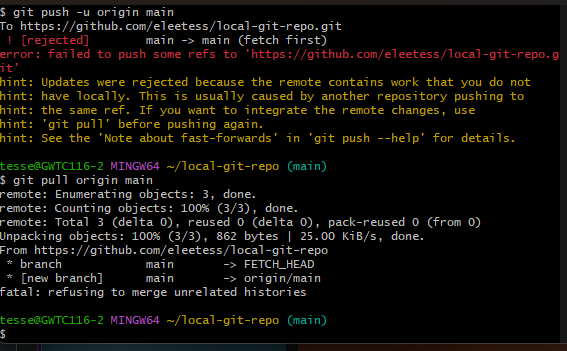 $ git push -u origin main
To https://github.com/eleetess/local-git-repo.git
 ! [rejected]        main -> main (fetch first)
error: failed to push some refs to 'https://github.com/eleetess/local-git-repo.g
it'
hint: Updates were rejected because the remote contains work that you do not
hint: have locally. This is usually caused by another repository pushing to
hint: the same ref. If you want to integrate the remote changes, use
hint: 'git pull' before pushing again.
hint: See the 'Note about fast-forwards' in 'git push --help' for details.
tesse@GWTC116-2 MINGW64 ~/local-git-repo (main)
$ git pull origin main
remote: Enumerating objects: 3, done.
remote: Counting objects: 100% (3/3), done.
remote: Total 3 (delta 0), reused 0 (delta 0), pack-reused 0 (from 0)
Unpacking objects: 100% (3/3), 862 bytes | 25.00 KiB/s, done.
From https://github.com/eleetess/local-git-repo
 * branch            main       -> FETCH_HEAD
 * [new branch]      main       -> origin/main
fatal: refusing to merge unrelated histories
tesse@GWTC116-2 MINGW64 ~/local-git-repo (main)
$